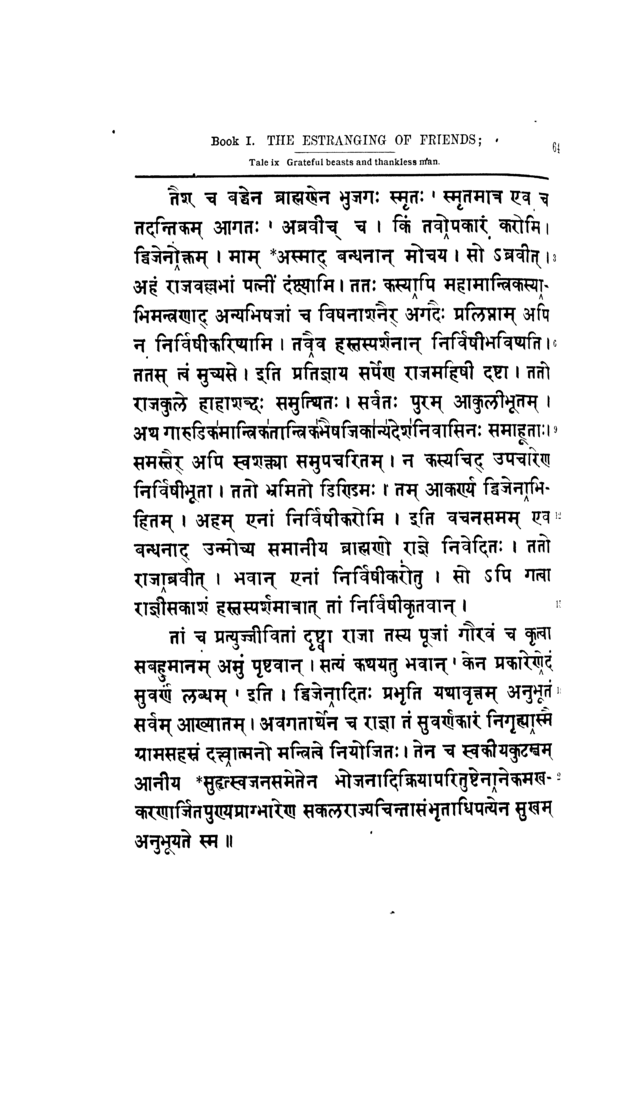 Book I. THE ESTRANGING OF FRIENDS;
64
Tale ix Grateful beasts and thankless man.
तैश् च बद्धेन ब्राह्मणेन भुजगः स्मृतः ' स्मृतमात्र एव च
तदन्तिकम् आगतः ' अब्रवीच् च । किं तवोपकारं करोमि ।
द्विजेनोक्तम् । माम् *अस्माद् बन्धनान् मोचय । सो ऽब्रवीत् । ३
अहं राजवल्लभां पत्नीं दंक्ष्यामि । ततः कस्यापि महामान्त्रिकस्या-
भिमन्त्रणाद् अन्यभिषजां च विषनाशनैर् अगदैः प्रलिप्ताम् अपि
न निर्विषीकरिष्यामि । तवैव हस्तस्पर्शनान् निर्विषीभविष्यति । ६
ततस् त्वं मुच्यसे । इति प्रतिज्ञाय सर्पेण राजमहिषी दष्टा । ततो
राजकुले हाहाशब्दः समुत्थितः । सर्वतः पुरम् आकुलीभूतम् ।
अथ गारुडिकमान्त्रिकतान्त्रिकभैषजिकान्यदेशनिवासिनः समाहूताः । ९
समस्तैर् अपि स्वशक्त्या समुपचरितम् । न कस्यचिद् उपचारेण
निर्विषीभूता । ततो भ्रमितो डिण्डिमः । तम् आकर्ण्य द्विजेनाभि-
हितम् । अहम् एनां निर्विषीकरोमि । इति वचनसमम् एव १२
बन्धनाद् उन्मोच्य समानीय ब्राह्मणो राज्ञे निवेदितः । ततो
राजाब्रवीत् । भवान् एनां निर्विषीकरोतु । सो ऽपि गत्वा
राज्ञीसकाशं हस्तस्पर्शमात्रात् तां निर्विषीकृतवान् ।
तां च प्रत्युज्जीवितां दृष्ट्वा राजा तस्य पूजां गौरवं च कृत्वा
सबहुमानम् अमुं पृष्टवान् । सत्यं कथयतु भवान् ' केन प्रकारेणेदं
सुवर्णं लब्धम् ' इति । द्विजेनादितः प्रभृति यथावृत्तम् अनुभूतं
सर्वम् आख्यातम् । अवगतार्थेन च राज्ञा तं सुवर्णकारं निगृह्यास्मै
ग्रामसहस्रं दत्त्वात्मनो मन्त्रित्वे नियोजितः । तेन च स्वकीयकुटुम्बम्
आनीय *सुहृत्स्वजनसमेतेन भोजनादिक्रियापरितुष्टेनानेकमख-
करणार्जितपुण्यप्राग्भारेण सकलराज्यचिन्तासंभृताधिपत्येन सुखम्
अनुभूयते स्म ॥